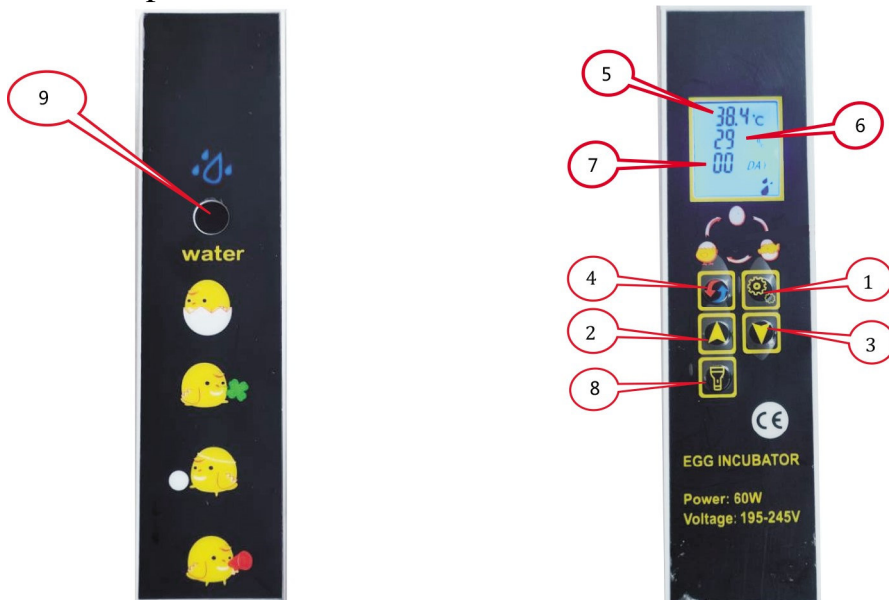 9
water
5
38.4 °C
6
29 %
7
00 DAY
4
1
2
3
8
CE
EGG INCUBATOR
Power: 60W
Voltage: 195-245V